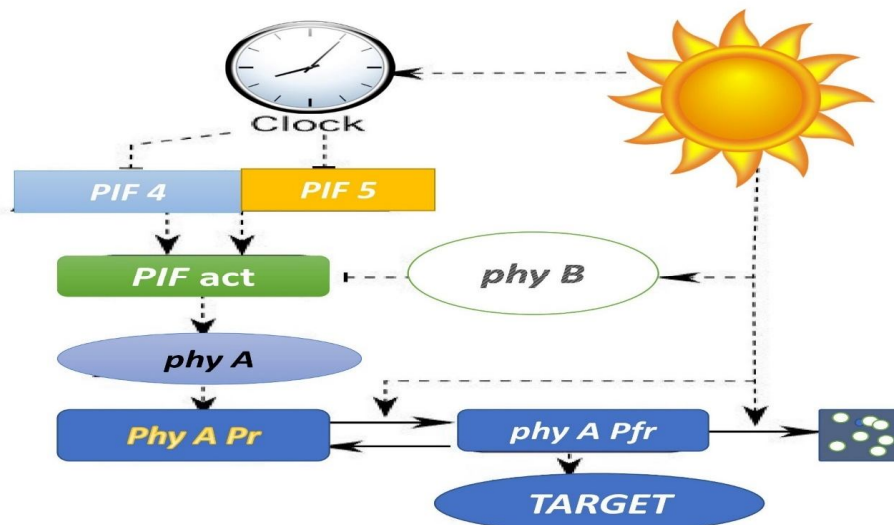 Clock
PIF 4
PIF 5
PIF act
phy B
phy A
Phy A Pr
phy A Pfr
TARGET